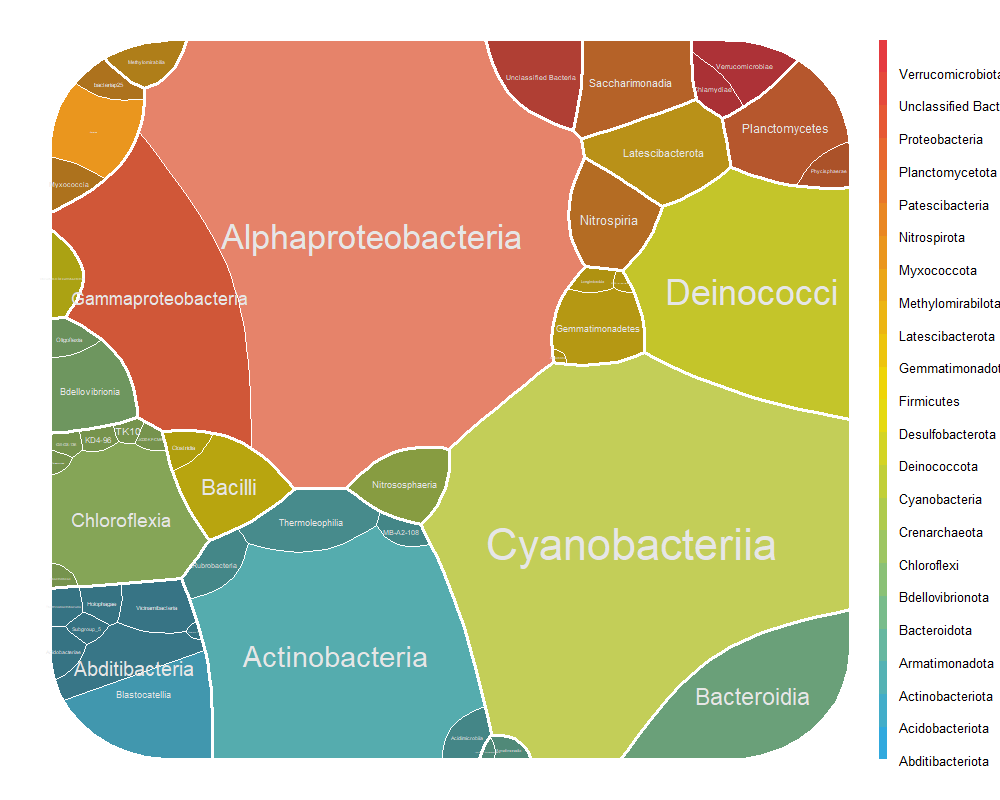 Methylomirabilia
bacteriap25
Myxococcia
Unclassified Bacteria
Saccharimonadia
Verrucomicrobiae
Chlamydiae
Planctomycetes
Phycisphaerae
Latescibacterota
Nitrospiria
Alphaproteobacteria
Gammaproteobacteria
Deinococci
Gemmatimonadetes
Oligoflexia
Bdellovibrionia
KD4-96
TK10
Chloroflexia
Clostridia
Bacilli
Nitrososphaeria
Thermoleophilia
MB-A2-108
Rubrobacteria
Cyanobacteriia
Holophagae
Vicinamibacteria
Subgroup_5
Abditibacteria
Blastocatellia
Actinobacteria
Acidimicrobiia
Bacteroidia
Verrucomicrobiota
Unclassified Bact
Proteobacteria
Planctomycetota
Patescibacteria
Nitrospirota
Myxococcota
Methylomirabilota
Latescibacterota
Gemmatimonadot
Firmicutes
Desulfobacterota
Deinococcota
Cyanobacteria
Crenarchaeota
Chloroflexi
Bdellovibrionota
Bacteroidota
Armatimonadota
Actinobacteriota
Acidobacteriota
Abditibacteriota